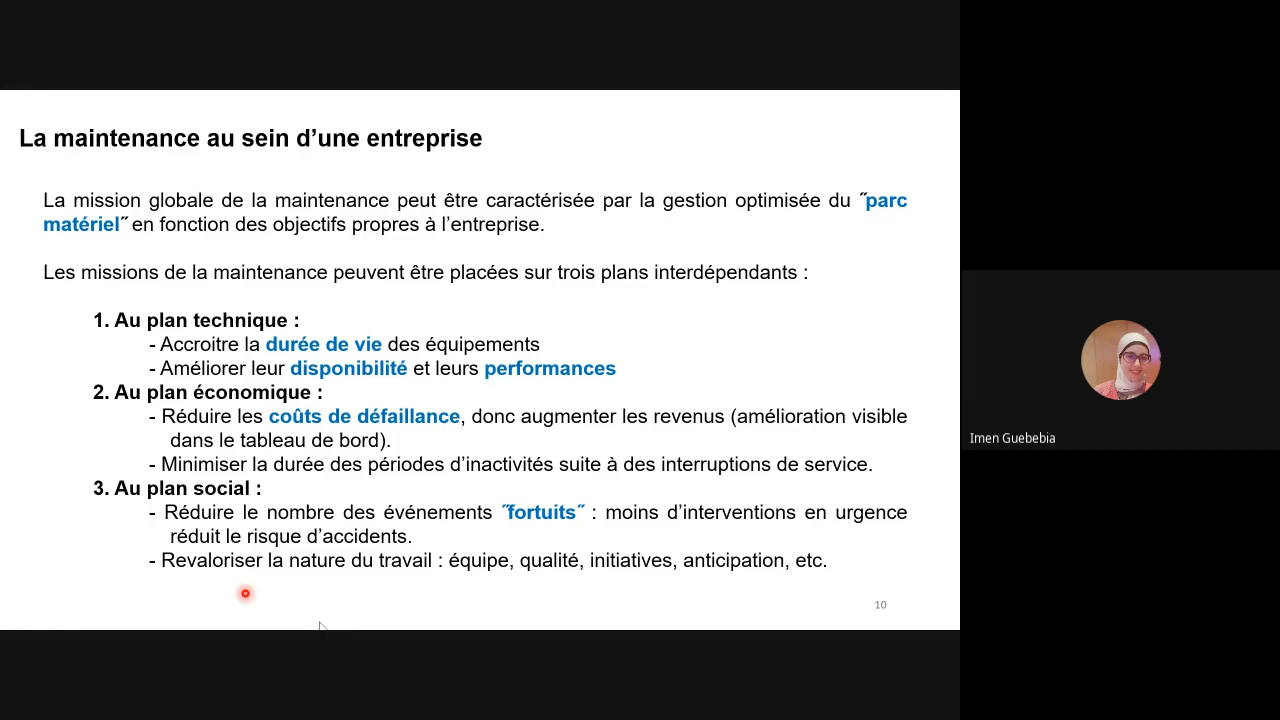 La maintenance au sein d’une entreprise
La mission globale de la maintenance peut être caractérisée par la gestion optimisée du ˝parc
matériel˝ en fonction des objectifs propres à l’entreprise.
Les missions de la maintenance peuvent être placées sur trois plans interdépendants :
1. Au plan technique :
- Accroitre la durée de vie des équipements
- Améliorer leur disponibilité et leurs performances
2. Au plan économique :
- Réduire les coûts de défaillance, donc augmenter les revenus (amélioration visible
dans le tableau de bord).
- Minimiser la durée des périodes d’inactivités suite à des interruptions de service.
3. Au plan social :
- Réduire le nombre des événements ˝fortuits˝ : moins d’interventions en urgence
réduit le risque d’accidents.
- Revaloriser la nature du travail : équipe, qualité, initiatives, anticipation, etc.
10
Imen Guebebia